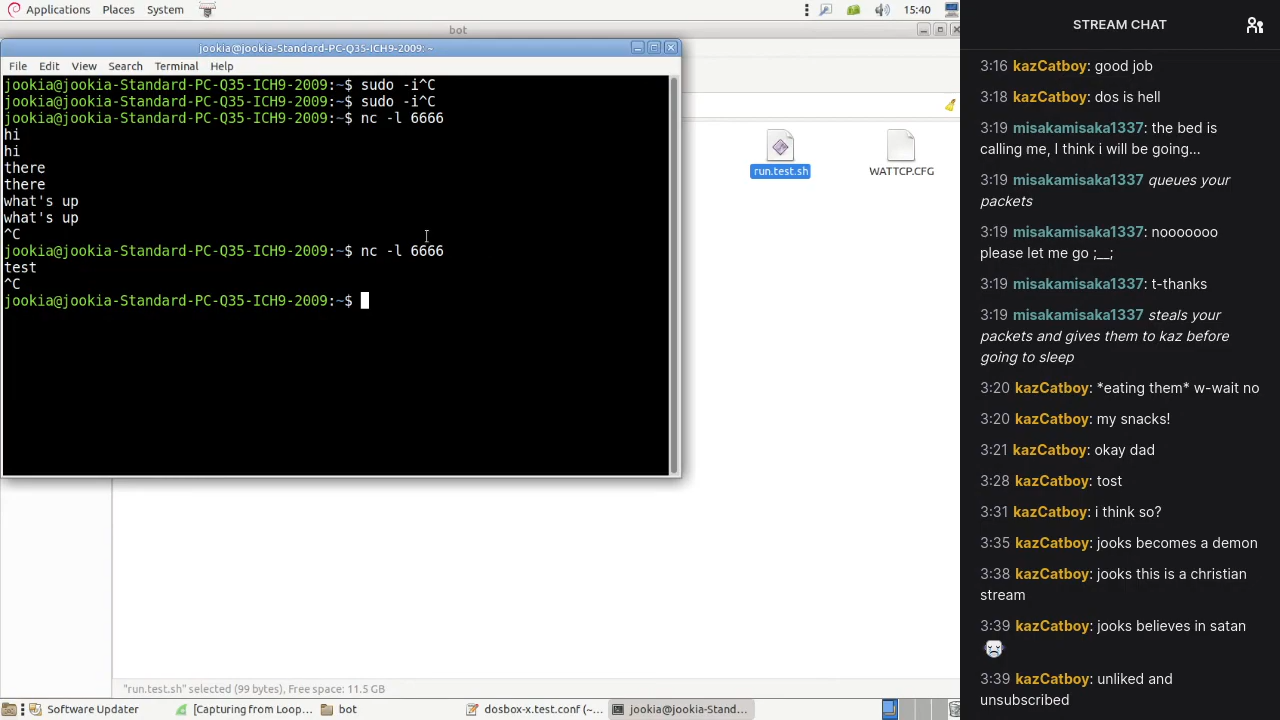 Applications Places System
15:40
bot
jookia@jookia-Standard-PC-Q35-ICH9-2009: ~
File Edit View Search Terminal Help
jookia@jookia-Standard-PC-Q35-ICH9-2009:~$ sudo -i^C
jookia@jookia-Standard-PC-Q35-ICH9-2009:~$ sudo -i^C
jookia@jookia-Standard-PC-Q35-ICH9-2009:~$ nc -l 6666
hi
hi
there
there
what's up
what's up
^C
jookia@jookia-Standard-PC-Q35-ICH9-2009:~$ nc -l 6666
test
^C
jookia@jookia-Standard-PC-Q35-ICH9-2009:~$
run.test.sh
WATTCP.CFG
"run.test.sh" selected (99 bytes), Free space: 11.5 GB
Software Updater
[Capturing from Loop...
bot
dosbox-x.test.conf (~...
jookia@jookia-Stand...
STREAM CHAT
3:16 kazCatboy: good job
3:18 kazCatboy: dos is hell
3:19 misakamisaka1337: the bed is
calling me, I think i will be going...
3:19 misakamisaka1337 queues your
packets
3:19 misakamisaka1337: nooooooo
please let me go ;__;
3:19 misakamisaka1337: t-thanks
3:19 misakamisaka1337 steals your
packets and gives them to kaz before
going to sleep
3:20 kazCatboy: *eating them* w-wait no
3:20 kazCatboy: my snacks!
3:21 kazCatboy: okay dad
3:28 kazCatboy: tost
3:31 kazCatboy: i think so?
3:35 kazCatboy: jooks becomes a demon
3:38 kazCatboy: jooks this is a christian
stream
3:39 kazCatboy: jooks believes in satan
3:39 kazCatboy: unliked and
unsubscribed